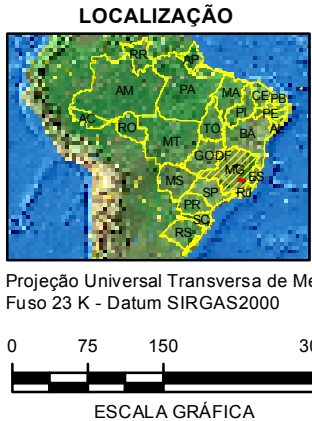 LOCALIZAÇÃO
RR AP
AM PA MA CE PB
AC RO TO PI PE AL
MT BA
GO DF
MS MG ES
SP RJ
PR
SC
RS
Projeção Universal Transversa de Me
Fuso 23 K - Datum SIRGAS2000
0 75 150 30
ESCALA GRÁFICA